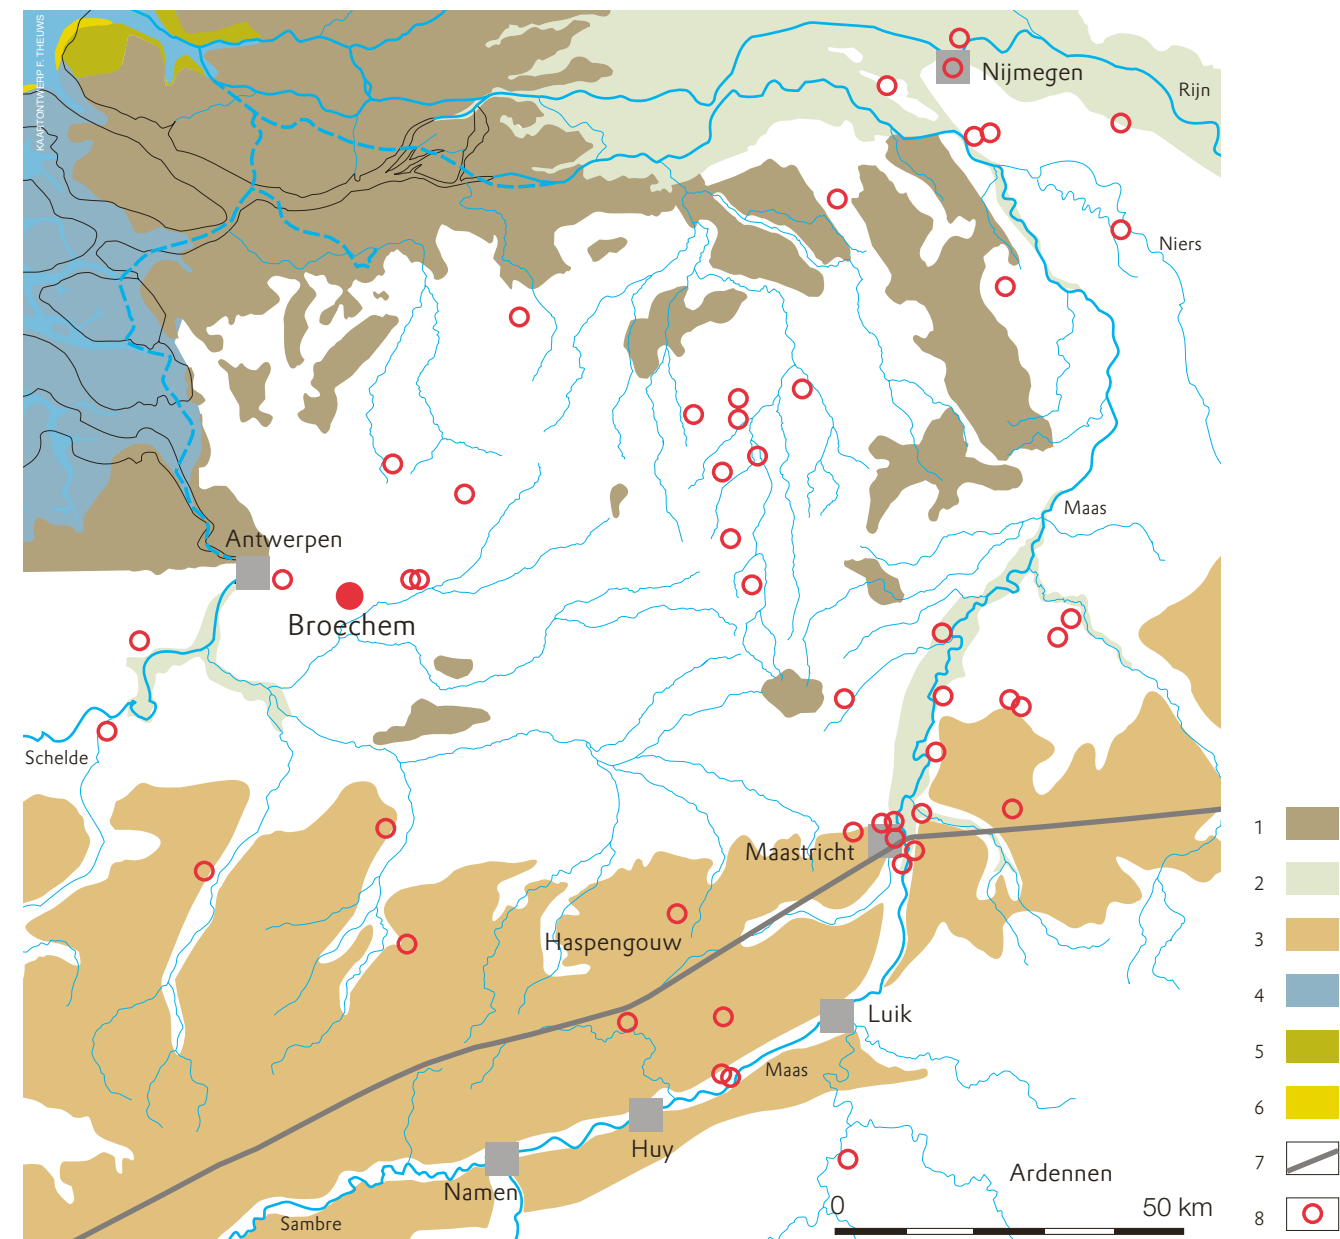 KAARTONTWERP F. THEUWS
Nijmegen
Rijn
Niers
Maas
Antwerpen
Broechem
Schelde
Maastricht
Haspengouw
Luik
Maas
Huy
Namen
Ardennen
Sambre
0
50 km
1
2
3
4
5
6
7
8